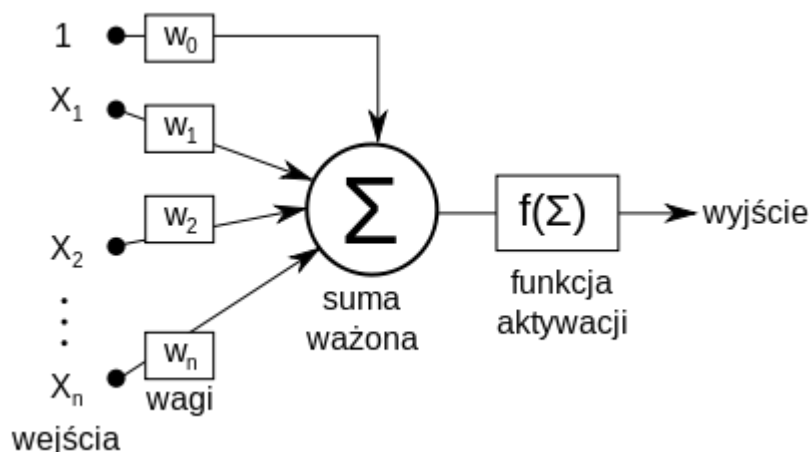 1
w₀
X₁
w₁
X₂
w₂
Xₙ
wₙ
wagi
wejścia
Σ
suma
ważona
f(Σ)
funkcja
aktywacji
wyjście